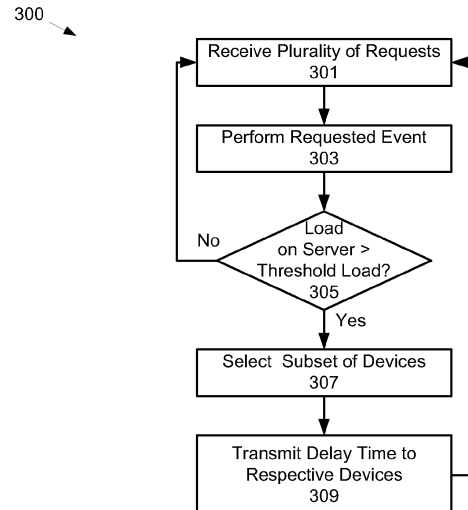 300
Receive Plurality of Requests
301
Perform Requested Event
303
Load
on Server >
Threshold Load?
305
No
Yes
Select Subset of Devices
307
Transmit Delay Time to
Respective Devices
309